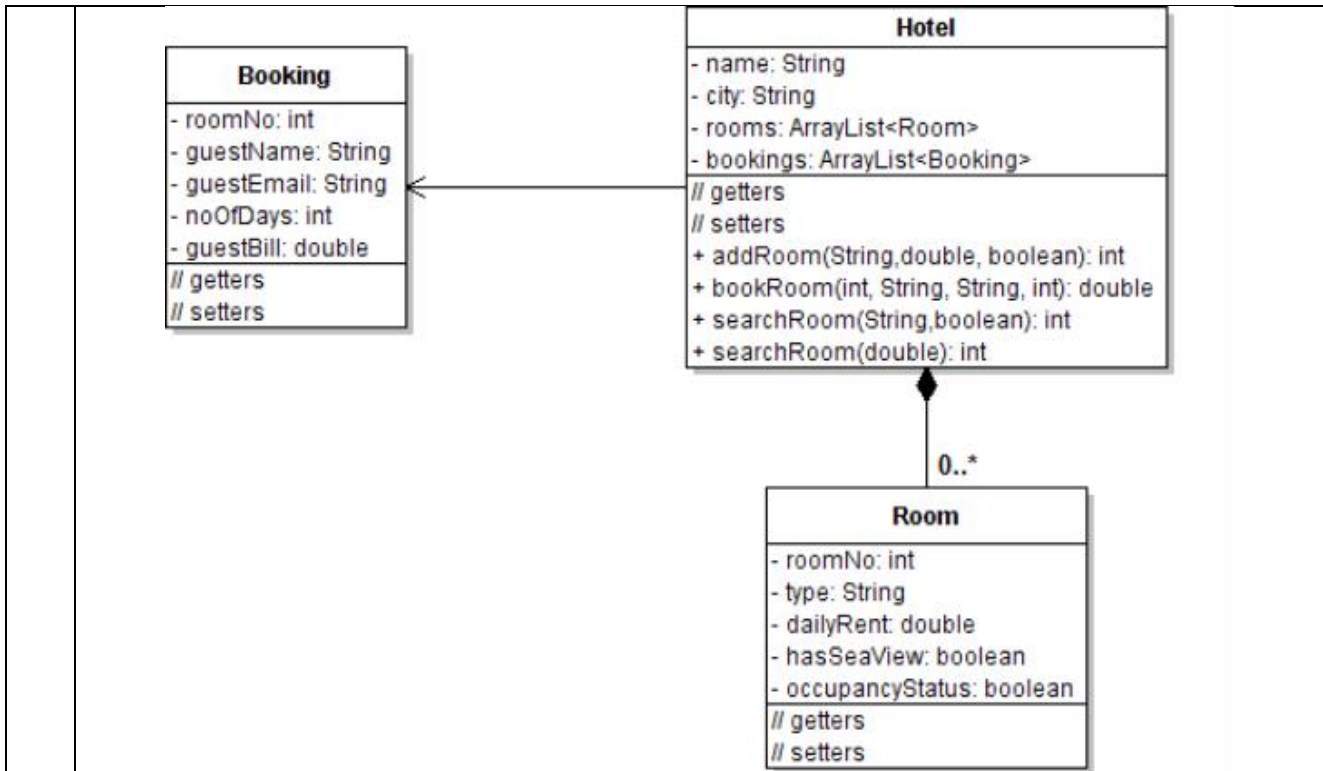 Booking
- roomNo: int
- guestName: String
- guestEmail: String
- noOfDays: int
- guestBill: double
// getters
// setters
Hotel
- name: String
- city: String
- rooms: ArrayList<Room>
- bookings: ArrayList<Booking>
// getters
// setters
+ addRoom(String,double, boolean): int
+ bookRoom(int, String, String, int): double
+ searchRoom(String,boolean): int
+ searchRoom(double): int
0..*
Room
- roomNo: int
- type: String
- dailyRent: double
- hasSeaView: boolean
- occupancyStatus: boolean
// getters
// setters